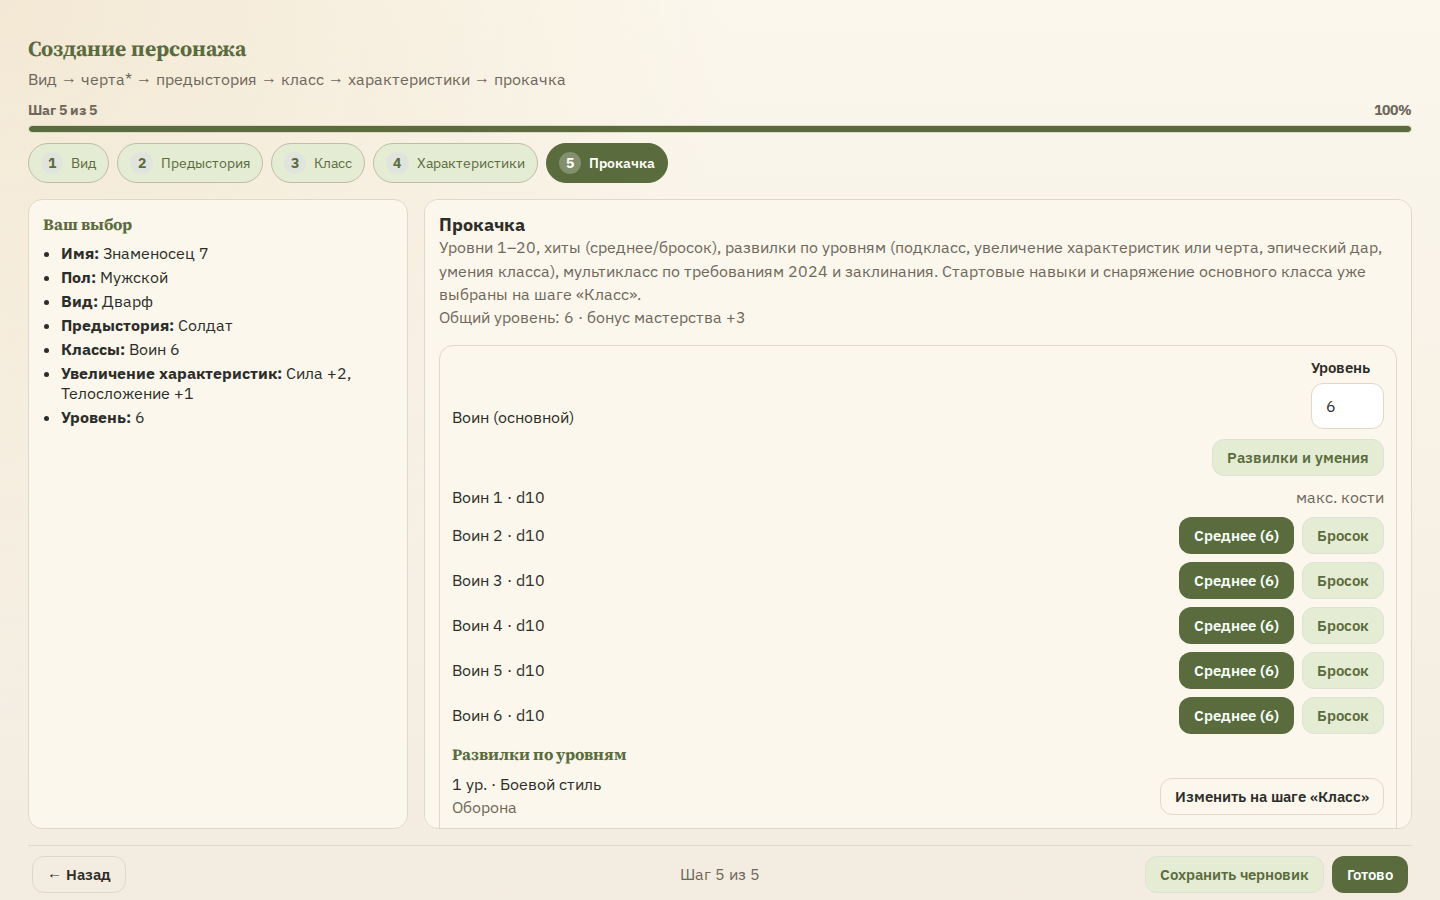 Создание персонажа
Вид → черта* → предыстория → класс → характеристики → прокачка
Шаг 5 из 5
100%
1 Вид
2 Предыстория
3 Класс
4 Характеристики
5 Прокачка
Ваш выбор
• Имя: Знаменосец 7
• Пол: Мужской
• Вид: Дварф
• Предыстория: Солдат
• Классы: Воин 6
• Увеличение характеристик: Сила +2,
Телосложение +1
• Уровень: 6
Прокачка
Уровни 1–20, хиты (среднее/бросок), развилки по уровням (подкласс, увеличение характеристик или черта, эпический дар,
умения класса), мультикласс по требованиям 2024 и заклинания. Стартовые навыки и снаряжение основного класса уже
выбраны на шаге «Класс».
Общий уровень: 6 · бонус мастерства +3
Уровень
Воин (основной)
6
Развилки и умения
Воин 1 · d10
макс. кости
Воин 2 · d10
Среднее (6)
Бросок
Воин 3 · d10
Среднее (6)
Бросок
Воин 4 · d10
Среднее (6)
Бросок
Воин 5 · d10
Среднее (6)
Бросок
Воин 6 · d10
Среднее (6)
Бросок
Развилки по уровням
1 ур. · Боевой стиль
Оборона
Изменить на шаге «Класс»
← Назад
Шаг 5 из 5
Сохранить черновик
Готово